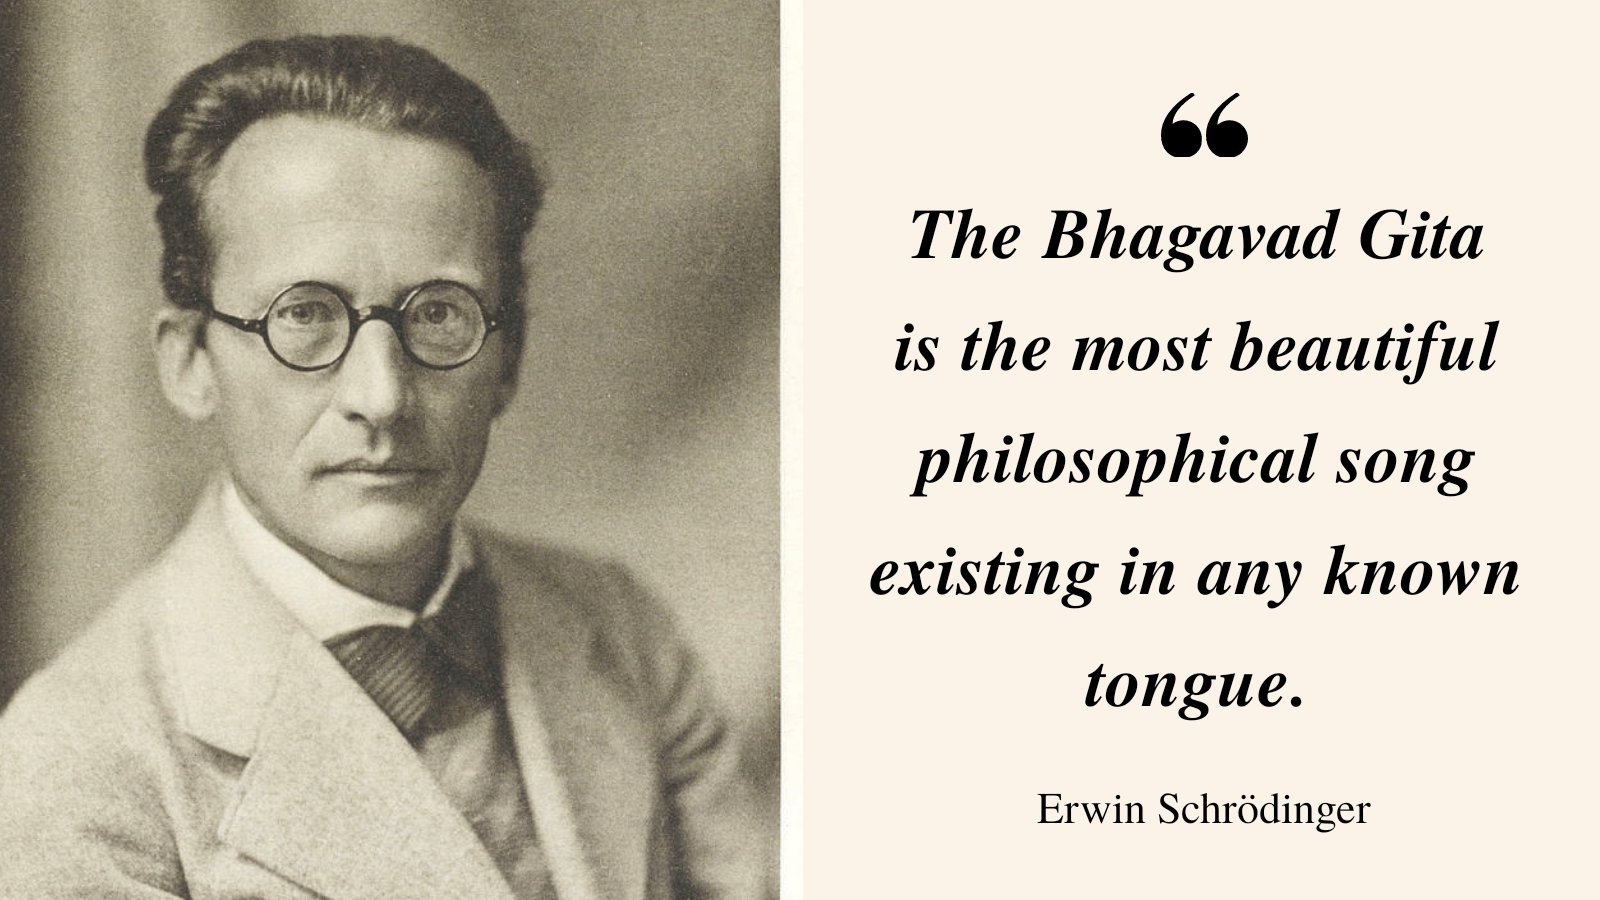 “
The Bhagavad Gita
is the most beautiful
philosophical song
existing in any known
tongue.
Erwin Schrödinger